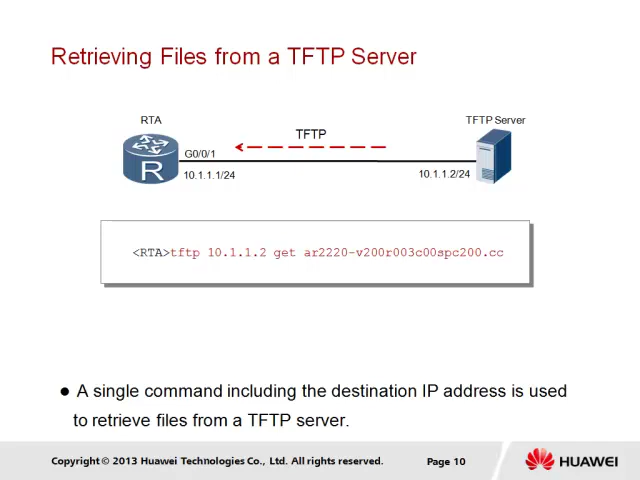 Retrieving Files from a TFTP Server
RTA
TFTP Server
TFTP
G0/0/1
R
10.1.1.1/24
10.1.1.2/24
<RTA>tftp 10.1.1.2 get ar2220-v200r003c00spc200.cc
● A single command including the destination IP address is used
to retrieve files from a TFTP server.
Copyright © 2013 Huawei Technologies Co., Ltd. All rights reserved.
Page 10
HUAWEI